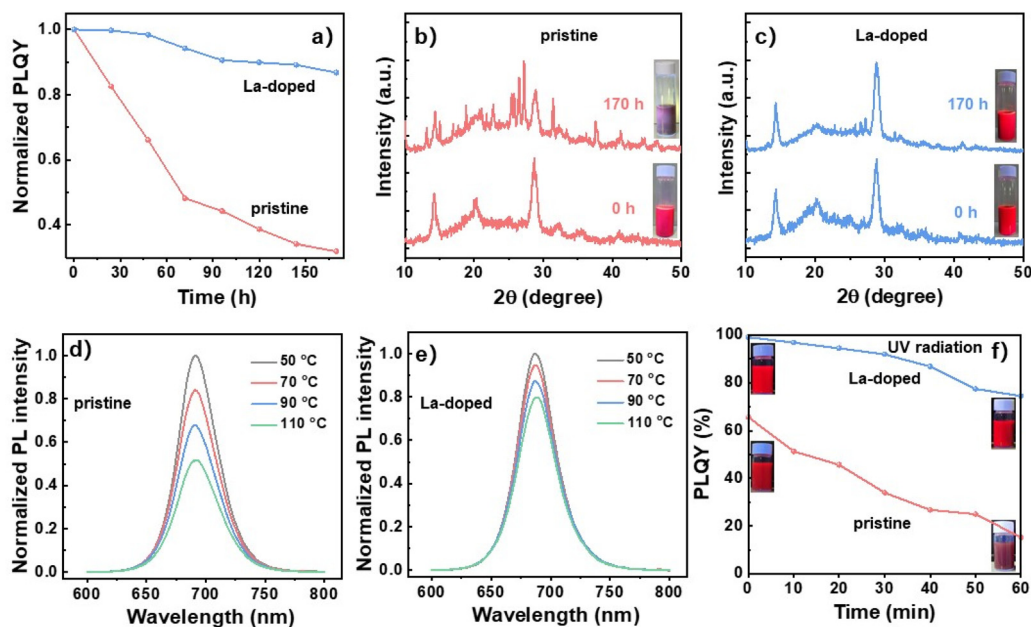 a)
Normalized PLQY
1.0
0.8
0.6
0.4
La-doped
pristine
0 24 48 72 96 120 144 168
Time (h)
b)
pristine
Intensity (a.u.)
170 h
0 h
10 20 30 40 50
2θ (degree)
c)
La-doped
Intensity (a.u.)
170 h
0 h
10 20 30 40 50
2θ (degree)
d)
Normalized PL intensity
1.0
0.8
0.6
0.4
0.2
0.0
pristine
50 °C
70 °C
90 °C
110 °C
600 650 700 750 800
Wavelength (nm)
e)
Normalized PL intensity
1.0
0.8
0.6
0.4
0.2
0.0
La-doped
50 °C
70 °C
90 °C
110 °C
600 650 700 750 800
Wavelength (nm)
f)
PLQY (%)
100
80
60
40
20
0
UV radiation
La-doped
pristine
0 10 20 30 40 50 60
Time (min)